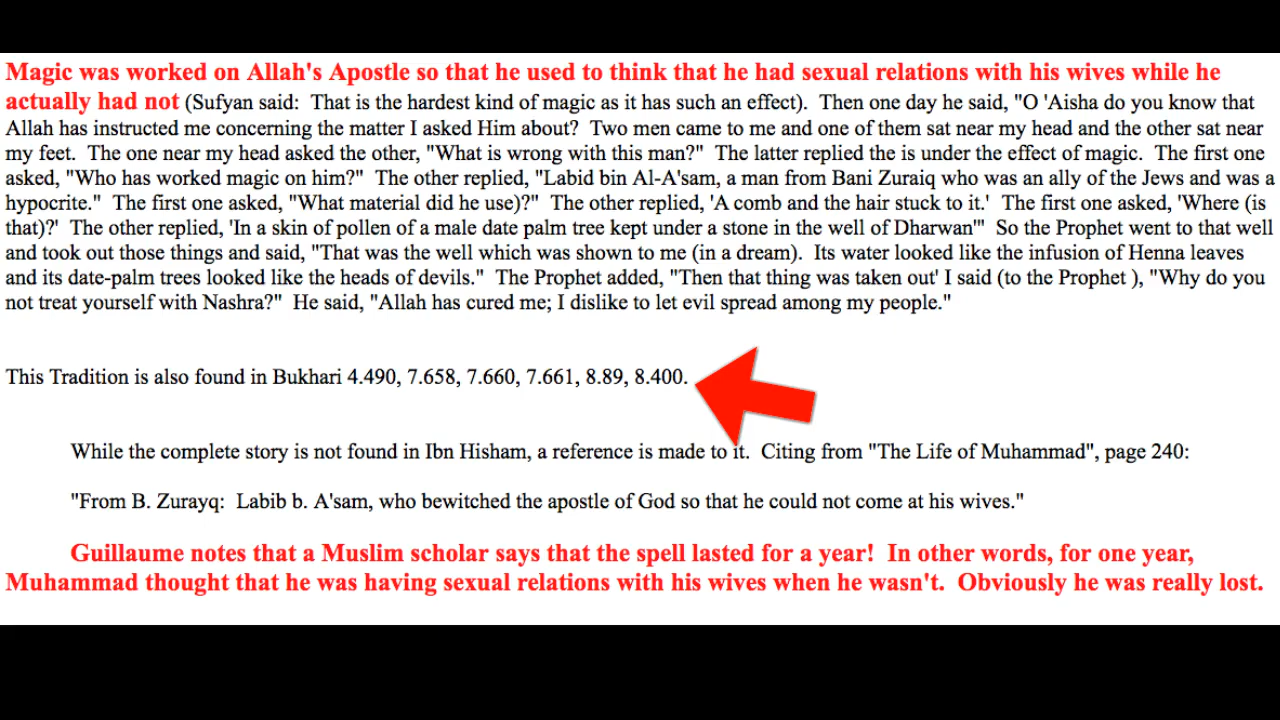 Magic was worked on Allah's Apostle so that he used to think that he had sexual relations with his wives while he
actually had not (Sufyan said:  That is the hardest kind of magic as it has such an effect).  Then one day he said, "O 'Aisha do you know that
Allah has instructed me concerning the matter I asked Him about?  Two men came to me and one of them sat near my head and the other sat near
my feet.  The one near my head asked the other, "What is wrong with this man?"  The latter replied the is under the effect of magic.  The first one
asked, "Who has worked magic on him?"  The other replied, "Labid bin Al-A'sam, a man from Bani Zuraiq who was an ally of the Jews and was a
hypocrite."  The first one asked, "What material did he use)?"  The other replied, 'A comb and the hair stuck to it.'  The first one asked, 'Where (is
that)?'  The other replied, 'In a skin of pollen of a male date palm tree kept under a stone in the well of Dharwan'"  So the Prophet went to that well
and took out those things and said, "That was the well which was shown to me (in a dream).  Its water looked like the infusion of Henna leaves
and its date-palm trees looked like the heads of devils."  The Prophet added, "Then that thing was taken out' I said (to the Prophet ), "Why do you
not treat yourself with Nashra?"  He said, "Allah has cured me; I dislike to let evil spread among my people."
This Tradition is also found in Bukhari 4.490, 7.658, 7.660, 7.661, 8.89, 8.400.
While the complete story is not found in Ibn Hisham, a reference is made to it.  Citing from "The Life of Muhammad", page 240:
"From B. Zurayq:  Labib b. A'sam, who bewitched the apostle of God so that he could not come at his wives."
Guillaume notes that a Muslim scholar says that the spell lasted for a year!  In other words, for one year,
Muhammad thought that he was having sexual relations with his wives when he wasn't.  Obviously he was really lost.